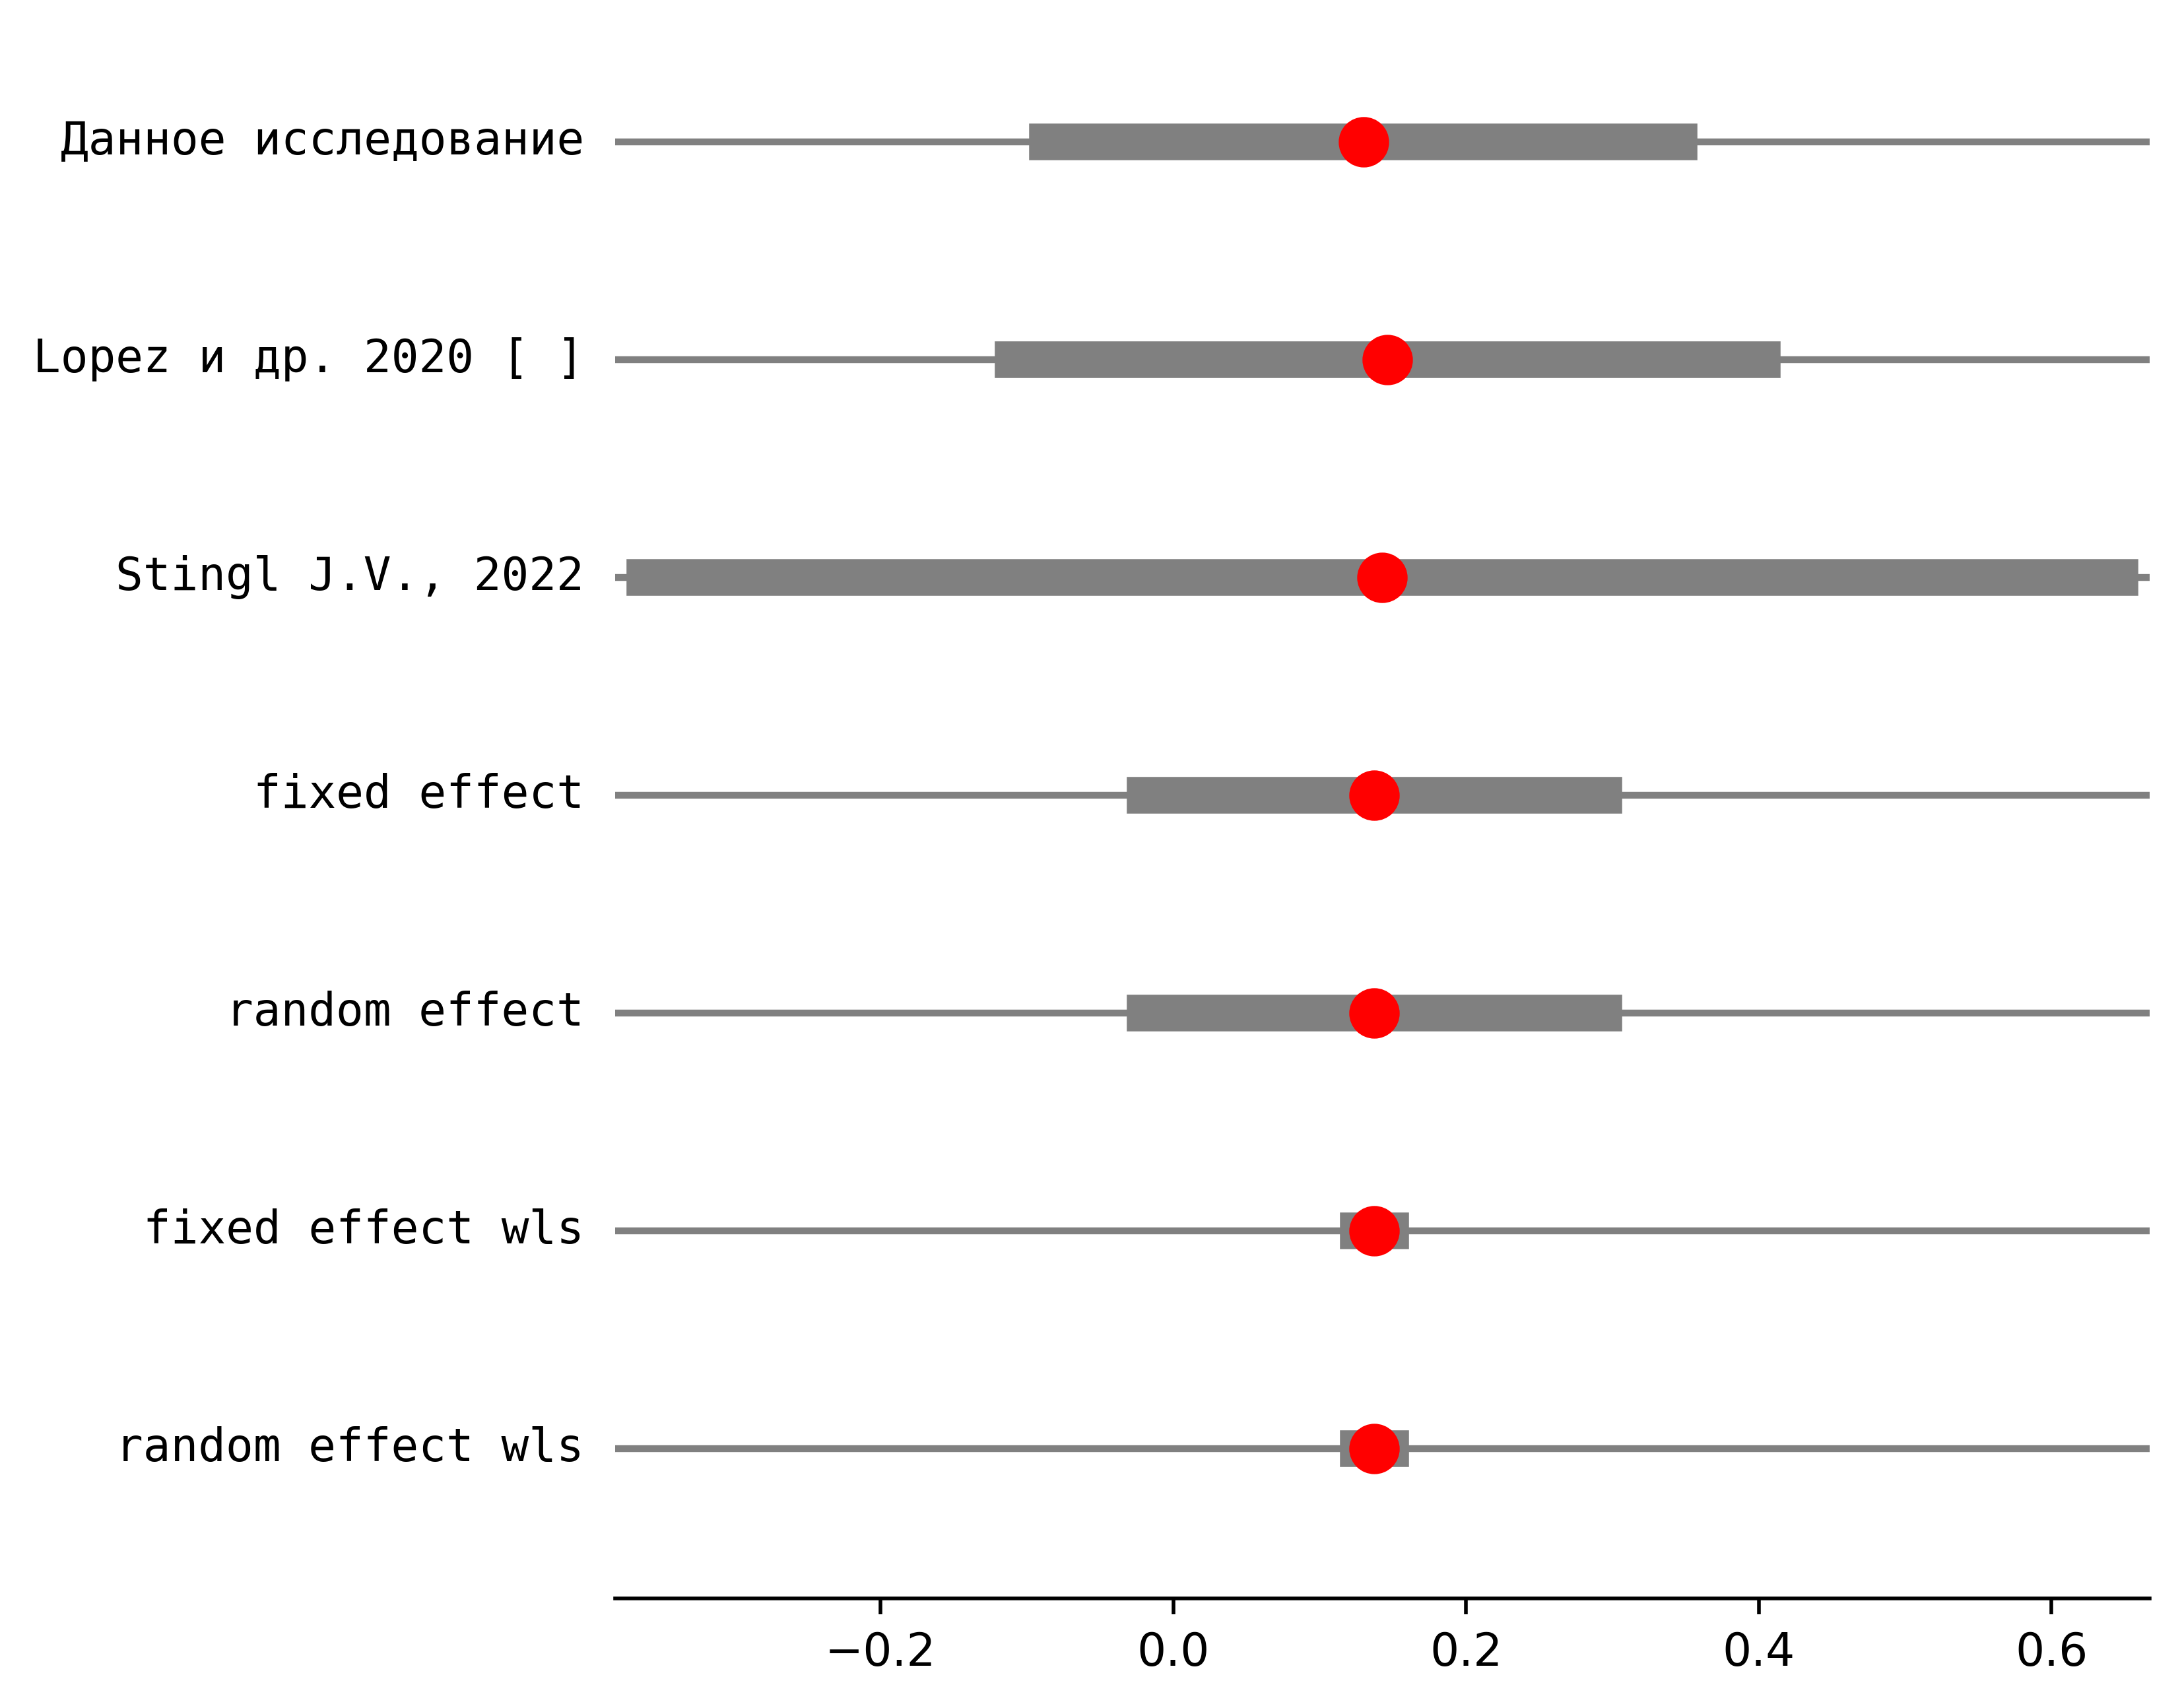 Данное исследование
Lopez и др. 2020 [ ]
Stingl J.V., 2022
fixed effect
random effect
fixed effect wls
random effect wls
−0.2 0.0 0.2 0.4 0.6